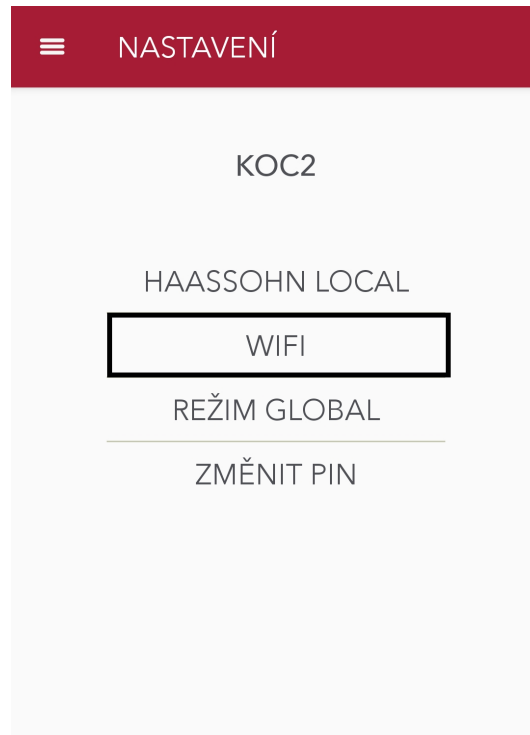 NASTAVENÍ
KOC2
HAASSOHN LOCAL
WIFI
REŽIM GLOBAL
ZMĚNIT PIN